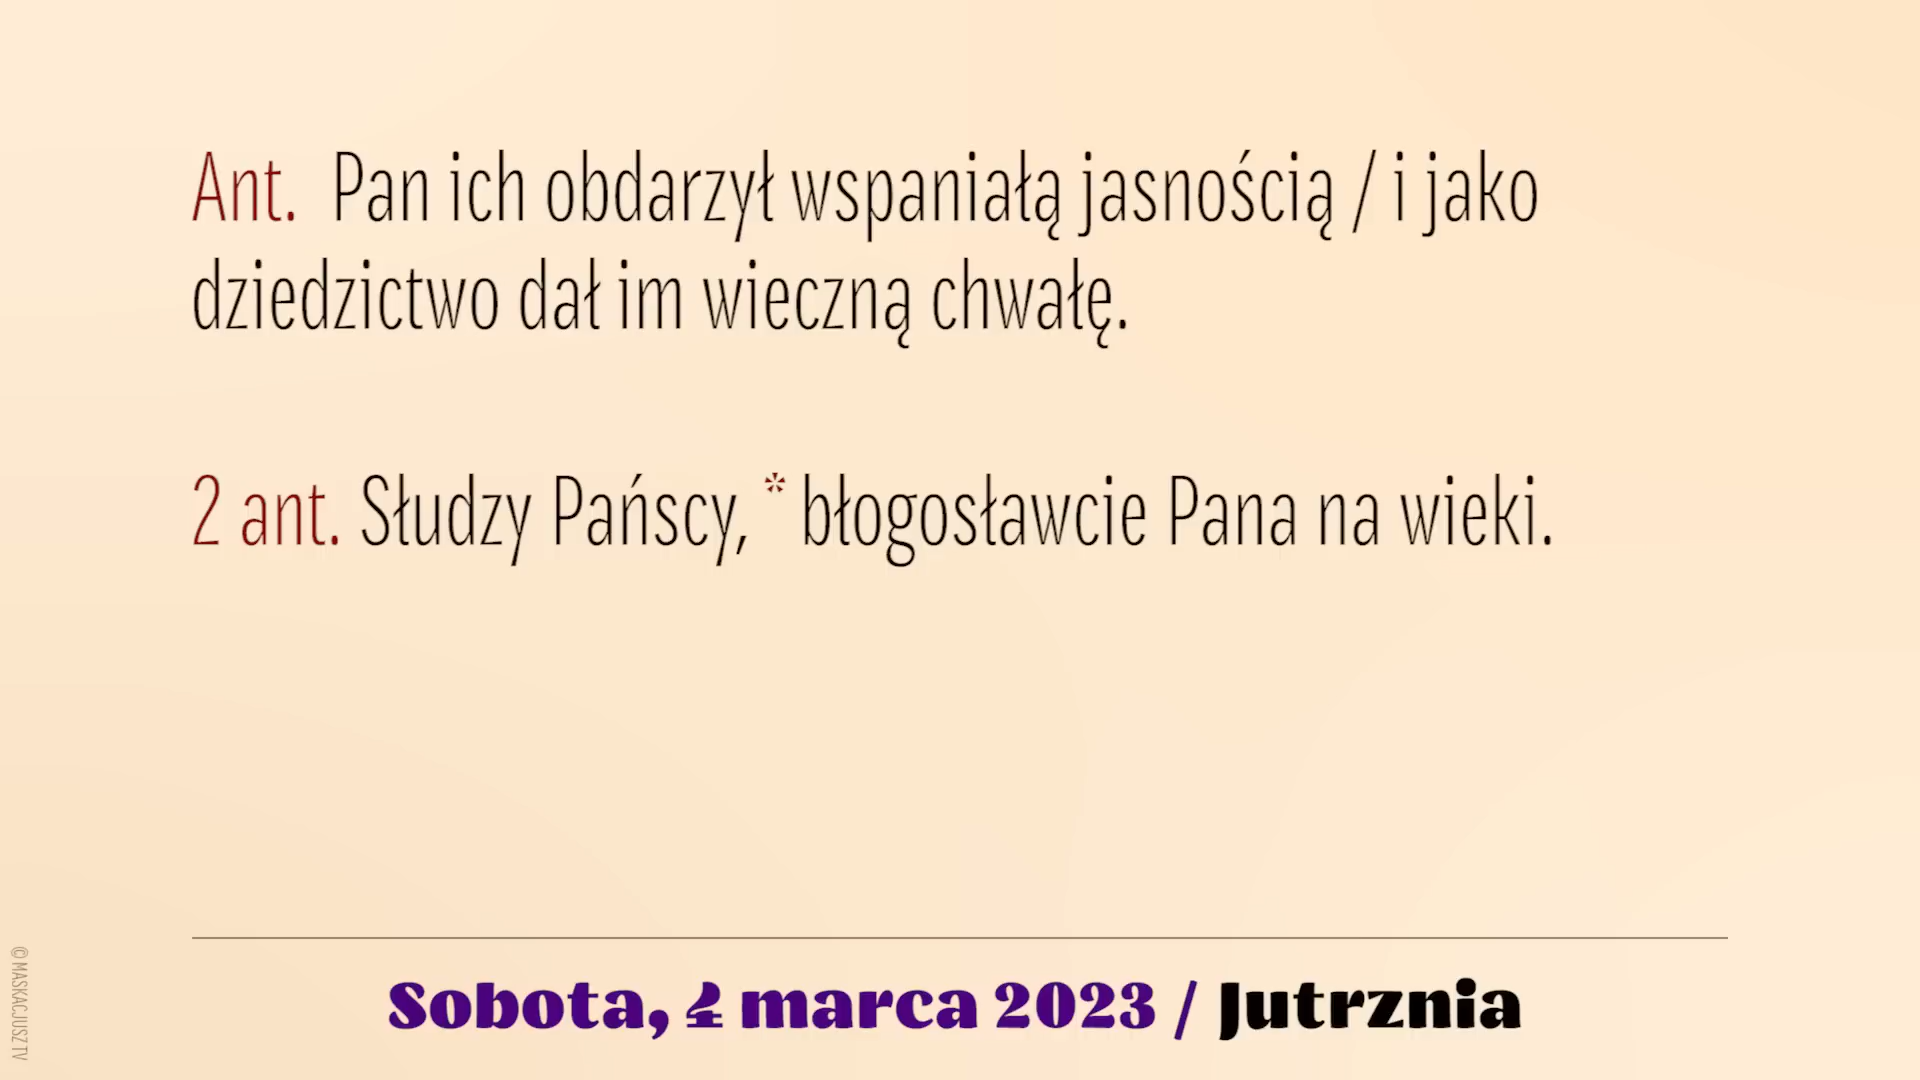 Ant. Pan ich obdarzył wspaniałą jasnością / i jako
dziedzictwo dał im wieczną chwałę.
2 ant. Słudzy Pańscy, * błogosławcie Pana na wieki.
Sobota, 4 marca 2023 / Jutrznia
© MASKACJUSZ TV